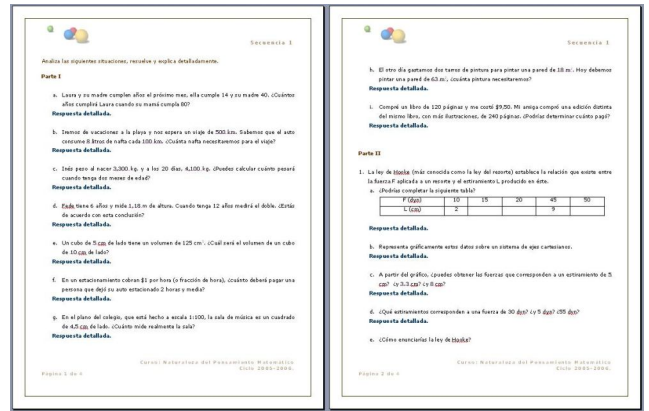 Secuencia 1
Analiza las siguientes situaciones, resuelve y explica detalladamente.
Parte I
a. Laura y su madre cumplen años el próximo mes, ella cumple 14 y su madre 40. ¿Cuántos
años cumplirá Laura cuando su mamá cumpla 80?
Respuesta detallada.
b. Iremos de vacaciones a la playa y nos espera un viaje de 500 km. Sabemos que el auto
consume 8 litros de nafta cada 100 km. ¿Cuánta nafta necesitaremos para el viaje?
Respuesta detallada.
c. Inés pesó al nacer 3,300 kg. y a los 20 días, 4,100 kg. ¿Puedes calcular cuánto pesará
cuando tenga dos meses de edad?
Respuesta detallada.
d. Fede tiene 6 años y mide 1,18 m de altura. Cuando tenga 12 años medirá el doble. ¿Estás
de acuerdo con esta conclusión?
Respuesta detallada.
e. Un cubo de 5 cm de lado tiene un volumen de 125 cm³. ¿Cuál será el volumen de un cubo
de 10 cm de lado?
Respuesta detallada.
f. En un estacionamiento cobran $1 por hora (o fracción de hora), ¿cuánto deberá pagar una
persona que dejó su auto estacionado 2 horas y media?
Respuesta detallada.
g. En el plano del colegio, que está hecho a escala 1:100, la sala de música es un cuadrado
de 4,5 cm de lado. ¿Cuánto mide realmente la sala?
Respuesta detallada.
Curso: Naturaleza del Pensamiento Matemático
Ciclo 2005-2006.
Página 1 de
Secuencia 1
h. El otro día gastamos dos tarros de pintura para pintar una pared de 18 m². Hoy debemos
pintar una pared de 63 m², ¿cuánta pintura necesitaremos?
Respuesta detallada.
i. Compré un libro de 120 páginas y me costó $9,50. Mi amiga compró una edición distinta
del mismo libro, con más ilustraciones, de 240 páginas. ¿Podrías determinar cuánto pagó?
Respuesta detallada.
Parte II
1. La ley de Hooke (más conocida como la ley del resorte) establece la relación que existe entre
la fuerza F aplicada a un resorte y el estiramiento L producido en éste.
a. ¿Podrías completar la siguiente tabla?
F (dyn) 10 15 20 45 50
L (cm) 2 9
Respuesta detallada.
b. Representa gráficamente estos datos sobre un sistema de ejes cartesianos.
Respuesta detallada.
c. A partir del gráfico, ¿puedes obtener las fuerzas que corresponden a un estiramiento de 5
cm? ¿y 3,3 cm? ¿y 8 cm?
Respuesta detallada.
d. ¿Qué estiramientos corresponden a una fuerza de 30 dyn? ¿y 5 dyn? ¿55 dyn?
Respuesta detallada.
e. ¿Cómo enunciarías la ley de Hooke?
Curso: Naturaleza del Pensamiento Matemático
Ciclo 2005-2006.
Página 2 de